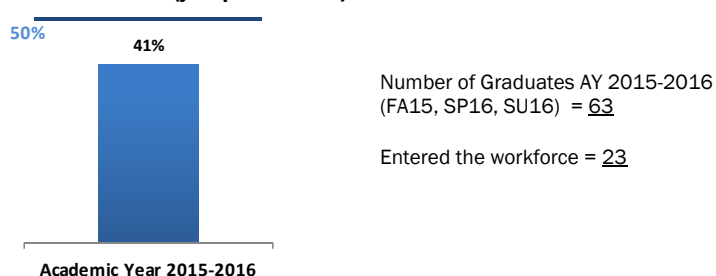 50%
41%
Academic Year 2015-2016
Number of Graduates AY 2015-2016
(FA15, SP16, SU16) = 63
Entered the workforce = 23